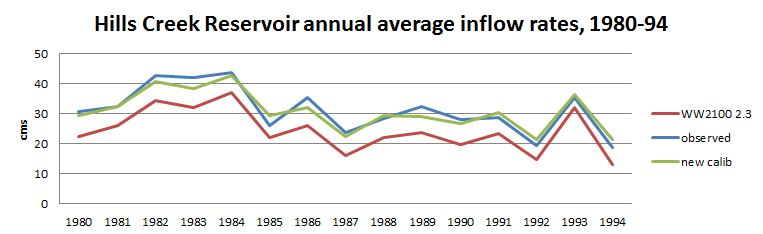 Hills Creek Reservoir annual average inflow rates, 1980-94
50
40
30
20
10
0
cms
1980 1981 1982 1983 1984 1985 1986 1987 1988 1989 1990 1991 1992 1993 1994
WW2100 2.3
observed
new calib